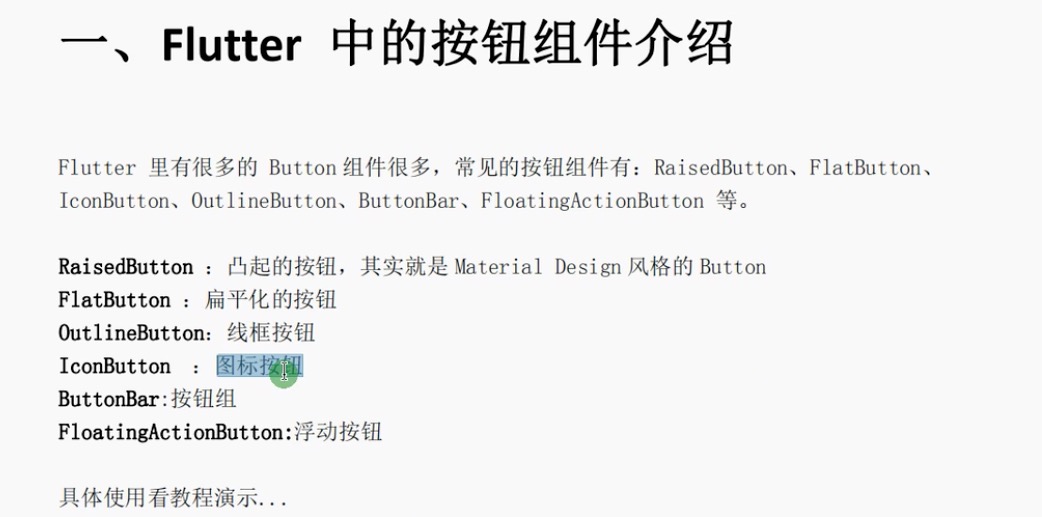 一、Flutter 中的按钮组件介绍
Flutter 里有很多的 Button 组件很多，常见的按钮组件有：RaisedButton、FlatButton、
IconButton、OutlineButton、ButtonBar、FloatingActionButton 等。
RaisedButton ：凸起的按钮，其实就是 Material Design 风格的 Button
FlatButton ：扁平化的按钮
OutlineButton：线框按钮
IconButton ：图标按钮
ButtonBar:按钮组
FloatingActionButton:浮动按钮
具体使用看教程演示...